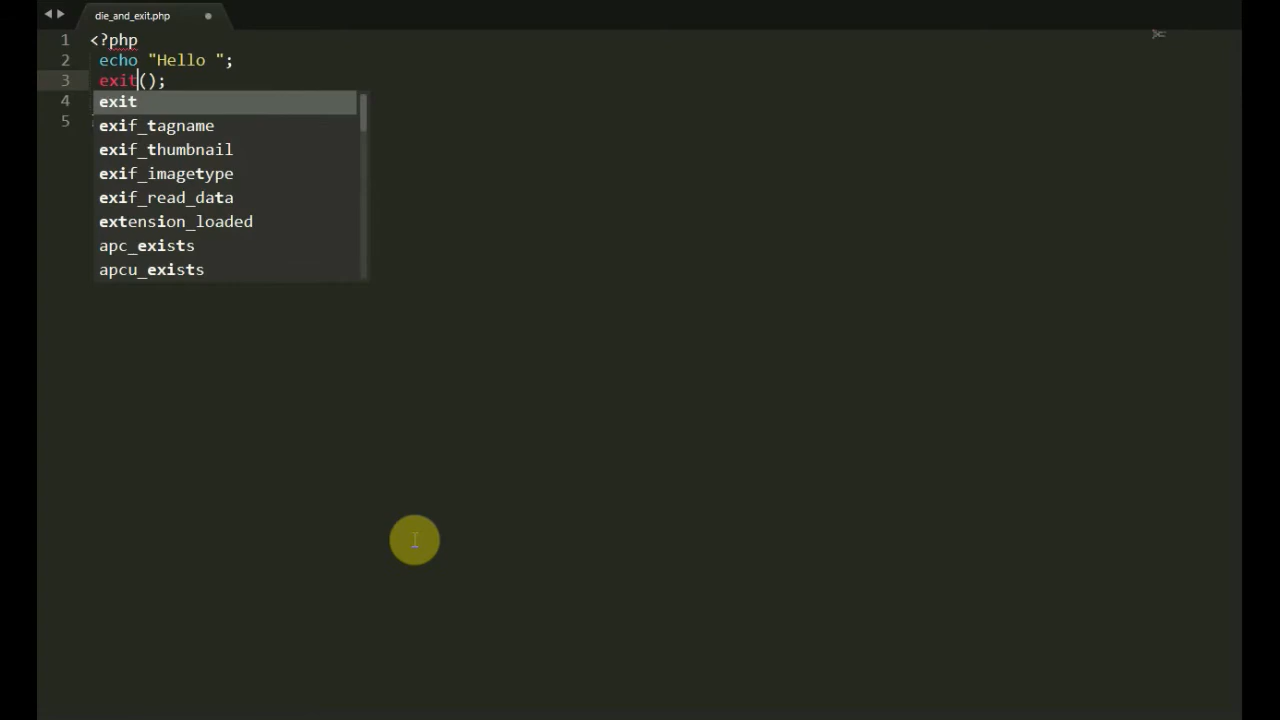 die_and_exit.php
1 <?php
2 echo "Hello ";
3 exit();
4
5
exit
exif_tagname
exif_thumbnail
exif_imagetype
exif_read_data
extension_loaded
apc_exists
apcu_exists